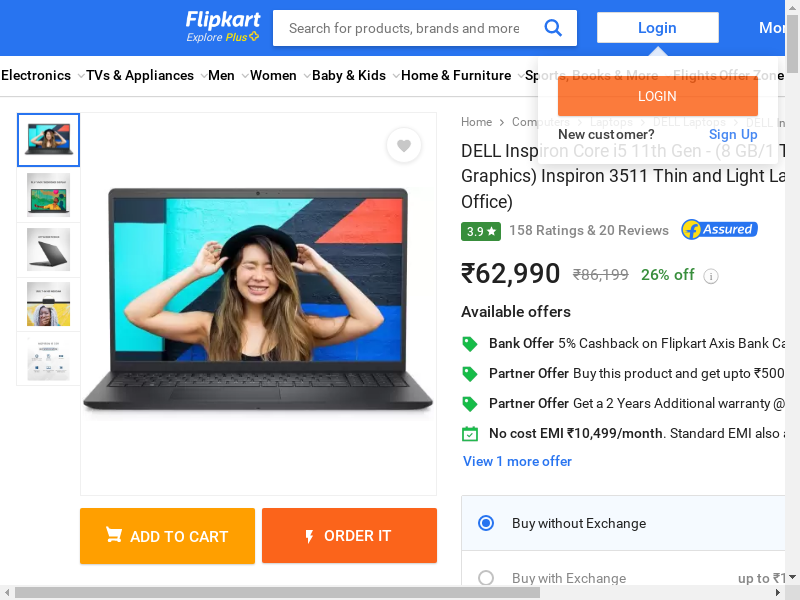 Flipkart
Explore Plus
Search for products, brands and more
Login
Electronics
TVs & Appliances
Men
Women
Baby & Kids
Home & Furniture
Sports, Books & More
Flights
Offer Zone
LOGIN
New customer?
Sign Up
Home
Computers
Laptops
DELL Laptops
DELL
DELL Inspiron Core i5 11th Gen - (8 GB/1
Graphics) Inspiron 3511 Thin and Light
Office)
3.9
158 Ratings & 20 Reviews
Assured
₹62,990
₹86,199
26% off
Available offers
Bank Offer 5% Cashback on Flipkart Axis Bank
Partner Offer Buy this product and get upto ₹500
Partner Offer Get a 2 Years Additional warranty @
No cost EMI ₹10,499/month. Standard EMI also
View 1 more offer
ADD TO CART
ORDER IT
Buy without Exchange
Buy with Exchange
up to